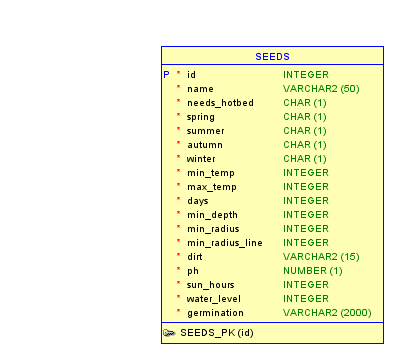 SEEDS
P * id INTEGER
* name VARCHAR2 (50)
* needs_hotbed CHAR (1)
* spring CHAR (1)
* summer CHAR (1)
* autumn CHAR (1)
* winter CHAR (1)
* min_temp INTEGER
* max_temp INTEGER
* days INTEGER
* min_depth INTEGER
* min_radius INTEGER
* min_radius_line INTEGER
* dirt VARCHAR2 (15)
* ph NUMBER (1)
* sun_hours INTEGER
* water_level INTEGER
* germination VARCHAR2 (2000)
SEEDS_PK (id)